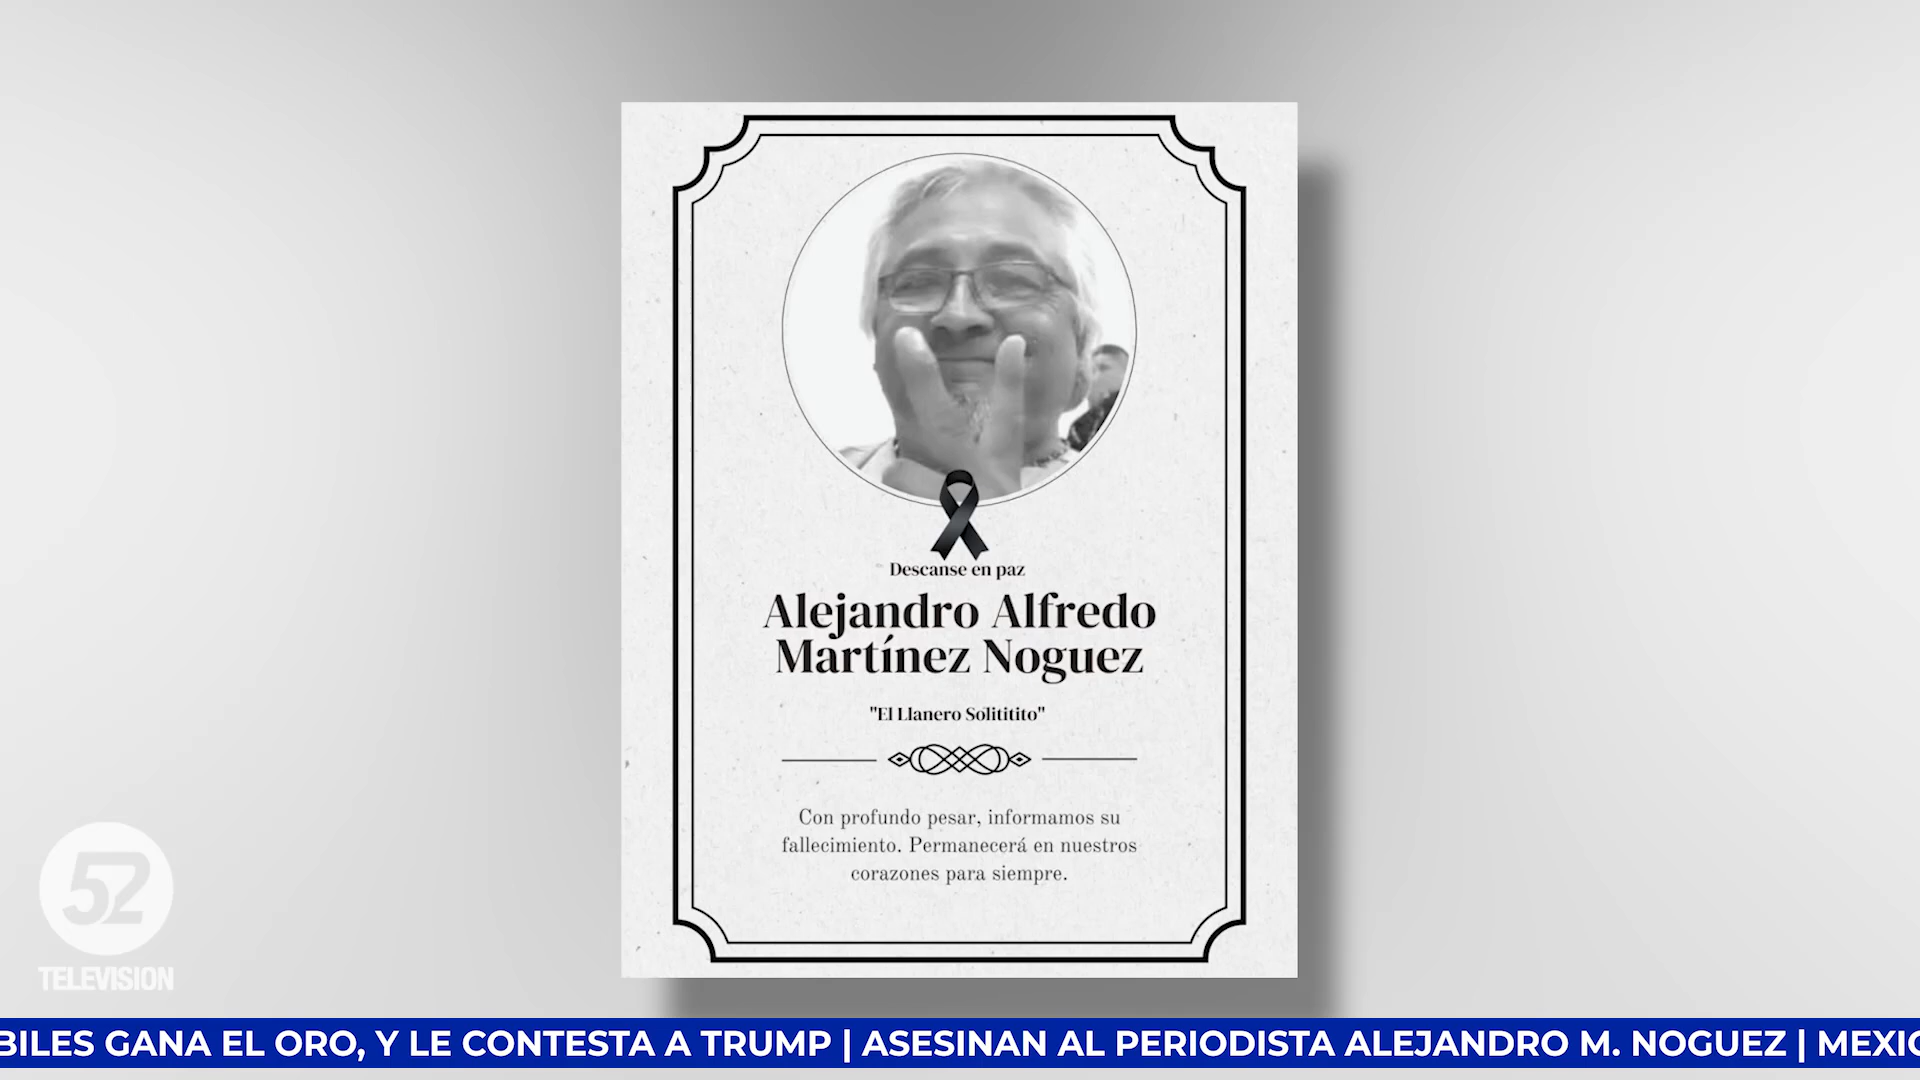 Descanse en paz
Alejandro Alfredo
Martínez Noguez
"El Llanero Solititito"
Con profundo pesar, informamos su
fallecimiento. Permanecerá en nuestros
corazones para siempre.
52
TELEVISION
BILES GANA EL ORO, Y LE CONTESTA A TRUMP | ASESINAN AL PERIODISTA ALEJANDRO M. NOGUEZ | MEXIC